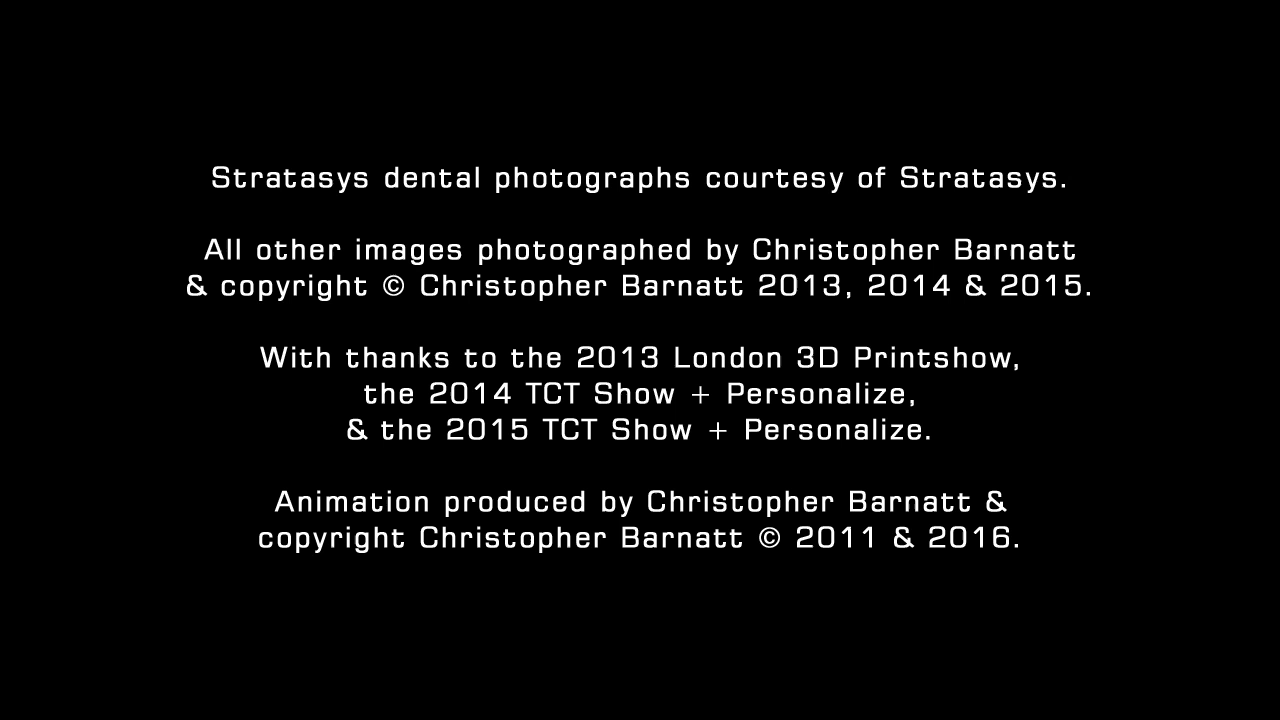 Stratasys dental photographs courtesy of Stratasys.
All other images photographed by Christopher Barnatt
& copyright © Christopher Barnatt 2013, 2014 & 2015.
With thanks to the 2013 London 3D Printshow,
the 2014 TCT Show + Personalize,
& the 2015 TCT Show + Personalize.
Animation produced by Christopher Barnatt &
copyright Christopher Barnatt © 2011 & 2016.